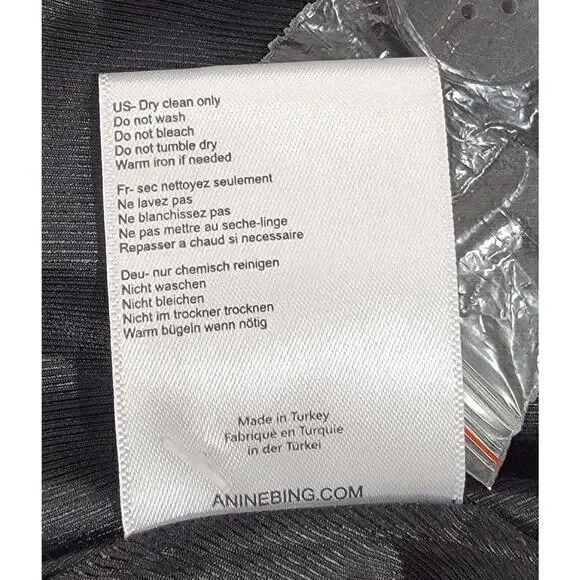 US- Dry clean only
Do not wash
Do not bleach
Do not tumble dry
Warm iron if needed
Fr- sec nettoyez seulement
Ne lavez pas
Ne blanchissez pas
Ne pas mettre au seche-linge
Repasser a chaud si necessaire
Deu- nur chemisch reinigen
Nicht waschen
Nicht bleichen
Nicht im trockner trocknen
Warm bügeln wenn nötig
Made in Turkey
Fabriqué en Turquie
in der Türkei
ANINEBING.COM